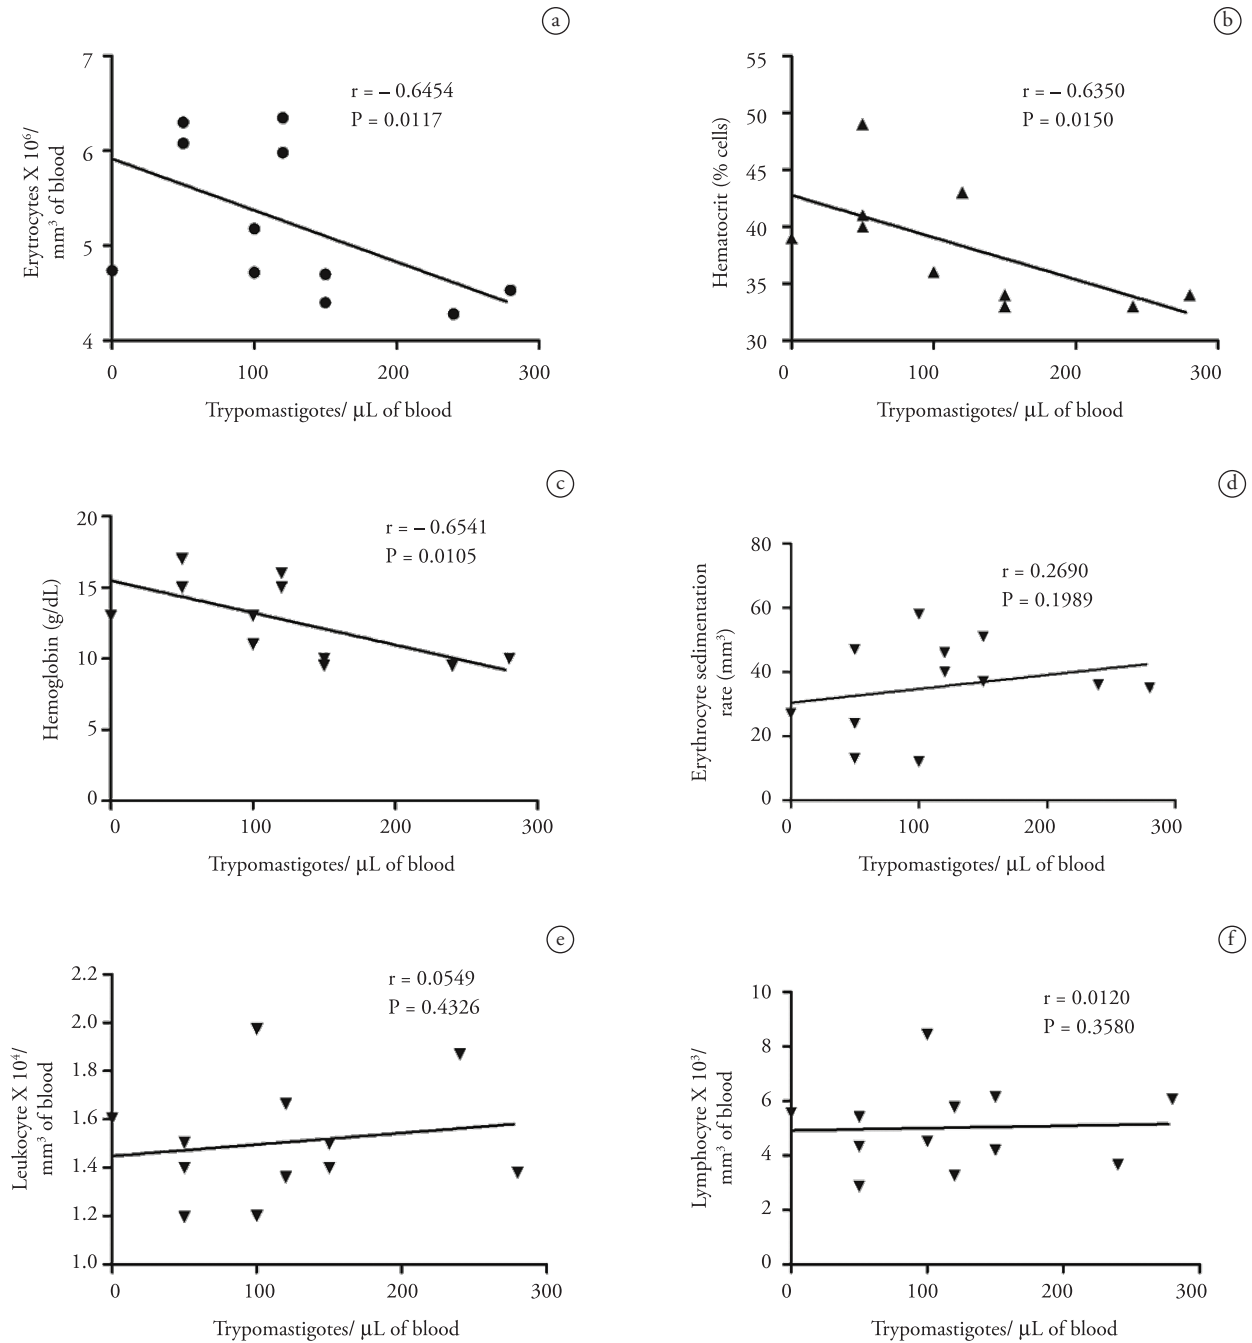 a
7
6
5
4
Erytrocytes X 10⁶/
mm³ of blood
r = – 0.6454
P = 0.0117
0 100 200 300
Trypomastigotes/ μL of blood
b
55
50
45
40
35
30
Hematocrit (% cells)
r = – 0.6350
P = 0.0150
0 100 200 300
Trypomastigotes/ μL of blood
c
20
15
10
5
0
Hemoglobin (g/dL)
r = – 0.6541
P = 0.0105
0 100 200 300
Trypomastigotes/ μL of blood
d
80
60
40
20
0
Erythrocyte sedimentation
rate (mm³)
r = 0.2690
P = 0.1989
0 100 200 300
Trypomastigotes/ μL of blood
e
2.2
2.0
1.8
1.6
1.4
1.2
1.0
Leukocyte X 10⁴/
mm³ of blood
r = 0.0549
P = 0.4326
0 100 200 300
Trypomastigotes/ μL of blood
f
10
8
6
4
2
0
Lymphocyte X 10³/
mm³ of blood
r = 0.0120
P = 0.3580
0 100 200 300
Trypomastigotes/ μL of blood